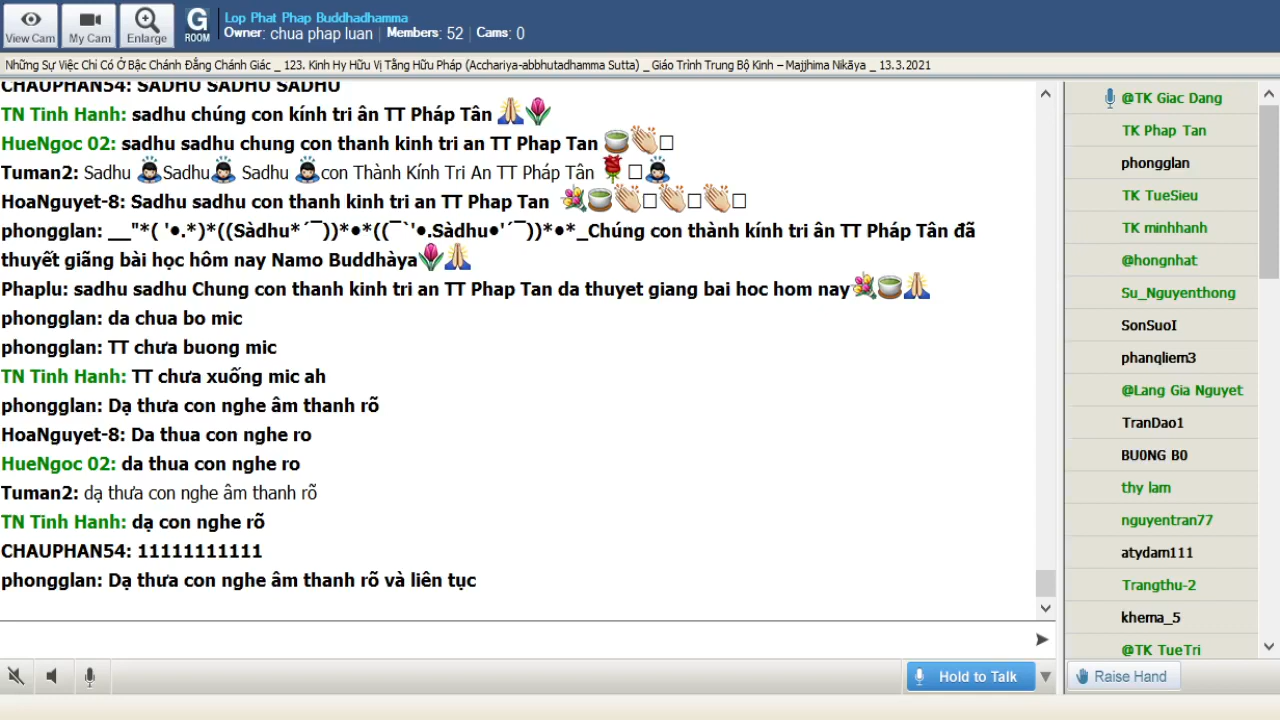 View Cam
My Cam
Enlarge
G
ROOM
Lop Phat Phap Buddhadhamma
Owner: chua phap luan Members: 52 Cams: 0
Những Sự Việc Chỉ Có Ở Bậc Chánh Đẳng Chánh Giác _ 123. Kinh Hy Hữu Vị Tằng Hữu Pháp (Acchariya-abbhutadhamma Sutta) _ Giáo Trình Trung Bộ Kinh – Majjhima Nikāya _ 13.3.2021
CHAUPHAN54: SADHU SADHU SADHU
TN Tinh Hanh: sadhu chúng con kính tri ân TT Pháp Tân 🙏🌷
HueNgoc 02: sadhu sadhu chung con thanh kinh tri an TT Phap Tan 🍵👏□
Tuman2: Sadhu 🙇Sadhu🙇 Sadhu 🙇con Thành Kính Tri An TT Pháp Tân 🌹□🙇
HoaNguyet-8: Sadhu sadhu con thanh kinh tri an TT Phap Tan 💐🍵👏□👏□👏□
phongglan: __"*( '●.*)*((Sàdhu*´¯))*●*((¯`'●.Sàdhu●'´¯))*●*_Chúng con thành kính tri ân TT Pháp Tân đã
thuyết giãng bài học hôm nay Namo Buddhàya🌷🙏
Phaplu: sadhu sadhu Chung con thanh kinh tri an TT Phap Tan da thuyet giang bai hoc hom nay💐🍵🙏
phongglan: da chua bo mic
phongglan: TT chưa buong mic
TN Tinh Hanh: TT chưa xuống mic ah
phongglan: Dạ thưa con nghe âm thanh rõ
HoaNguyet-8: Da thua con nghe ro
HueNgoc 02: da thua con nghe ro
Tuman2: dạ thưa con nghe âm thanh rõ
TN Tinh Hanh: dạ con nghe rõ
CHAUPHAN54: 11111111111
phongglan: Dạ thưa con nghe âm thanh rõ và liên tục
Hold to Talk
@TK Giac Dang
TK Phap Tan
phongglan
TK TueSieu
TK minhhanh
@hongnhat
Su_Nguyenthong
SonSuoI
phanqliem3
@Lang Gia Nguyet
TranDao1
BU0NG B0
thy lam
nguyentran77
atydam111
Trangthu-2
khema_5
@TK TueTri
Raise Hand